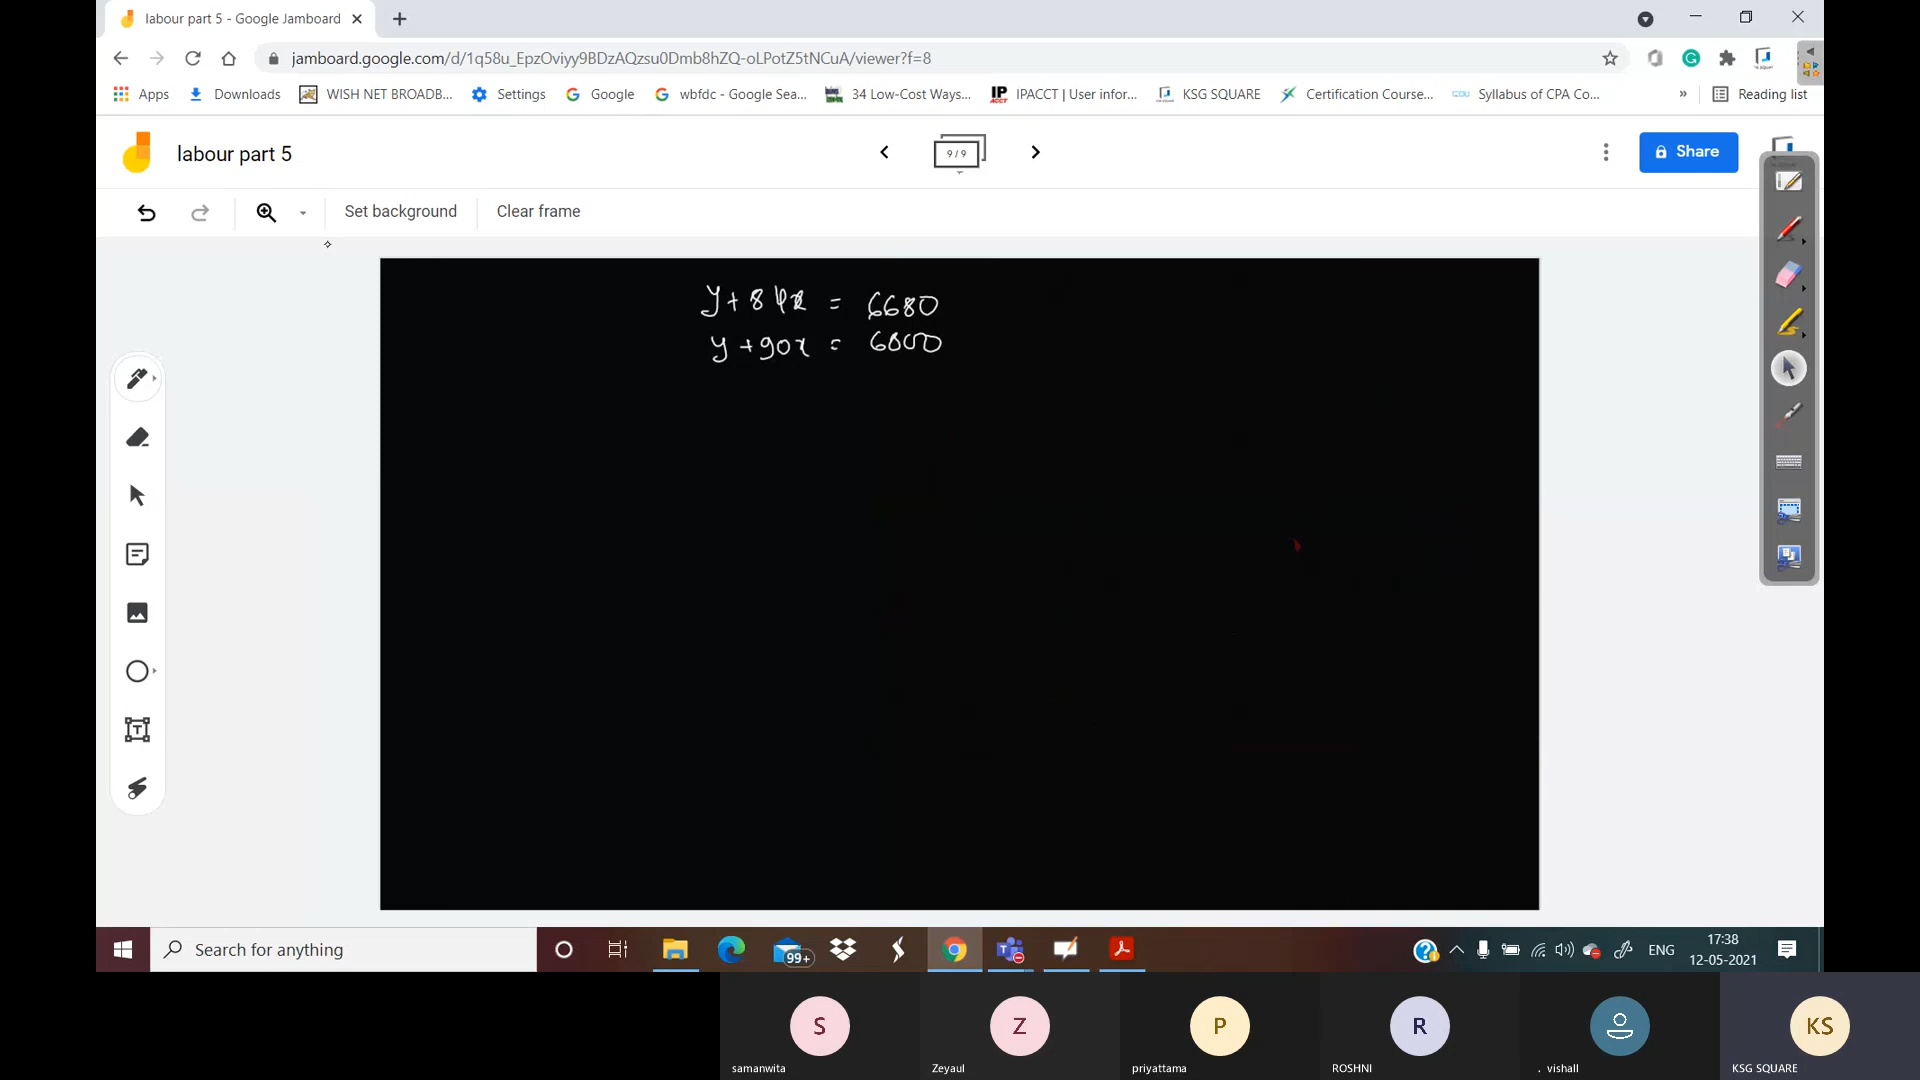 labour part 5 - Google Jamboard
jamboard.google.com/d/1q58u_EpzOviyy9BDzAQzsu0Dmb8hZQ-oLPotZ5tNCuA/viewer?f=8
Apps Downloads WISH NET BROADB... Settings Google wbfdc - Google Sea... 34 Low-Cost Ways... IP ACCT IPACCT | User infor... KSG SQUARE Certification Course... Syllabus of CPA Co... » Reading list
labour part 5 9 / 9 Share
Set background Clear frame
y + 84x = 6680
y + 90x = 6800
Search for anything 99+ ENG 17:38
12-05-2021
S Z P R KS
samanwita Zeyaul priyattama ROSHNI . vishall KSG SQUARE